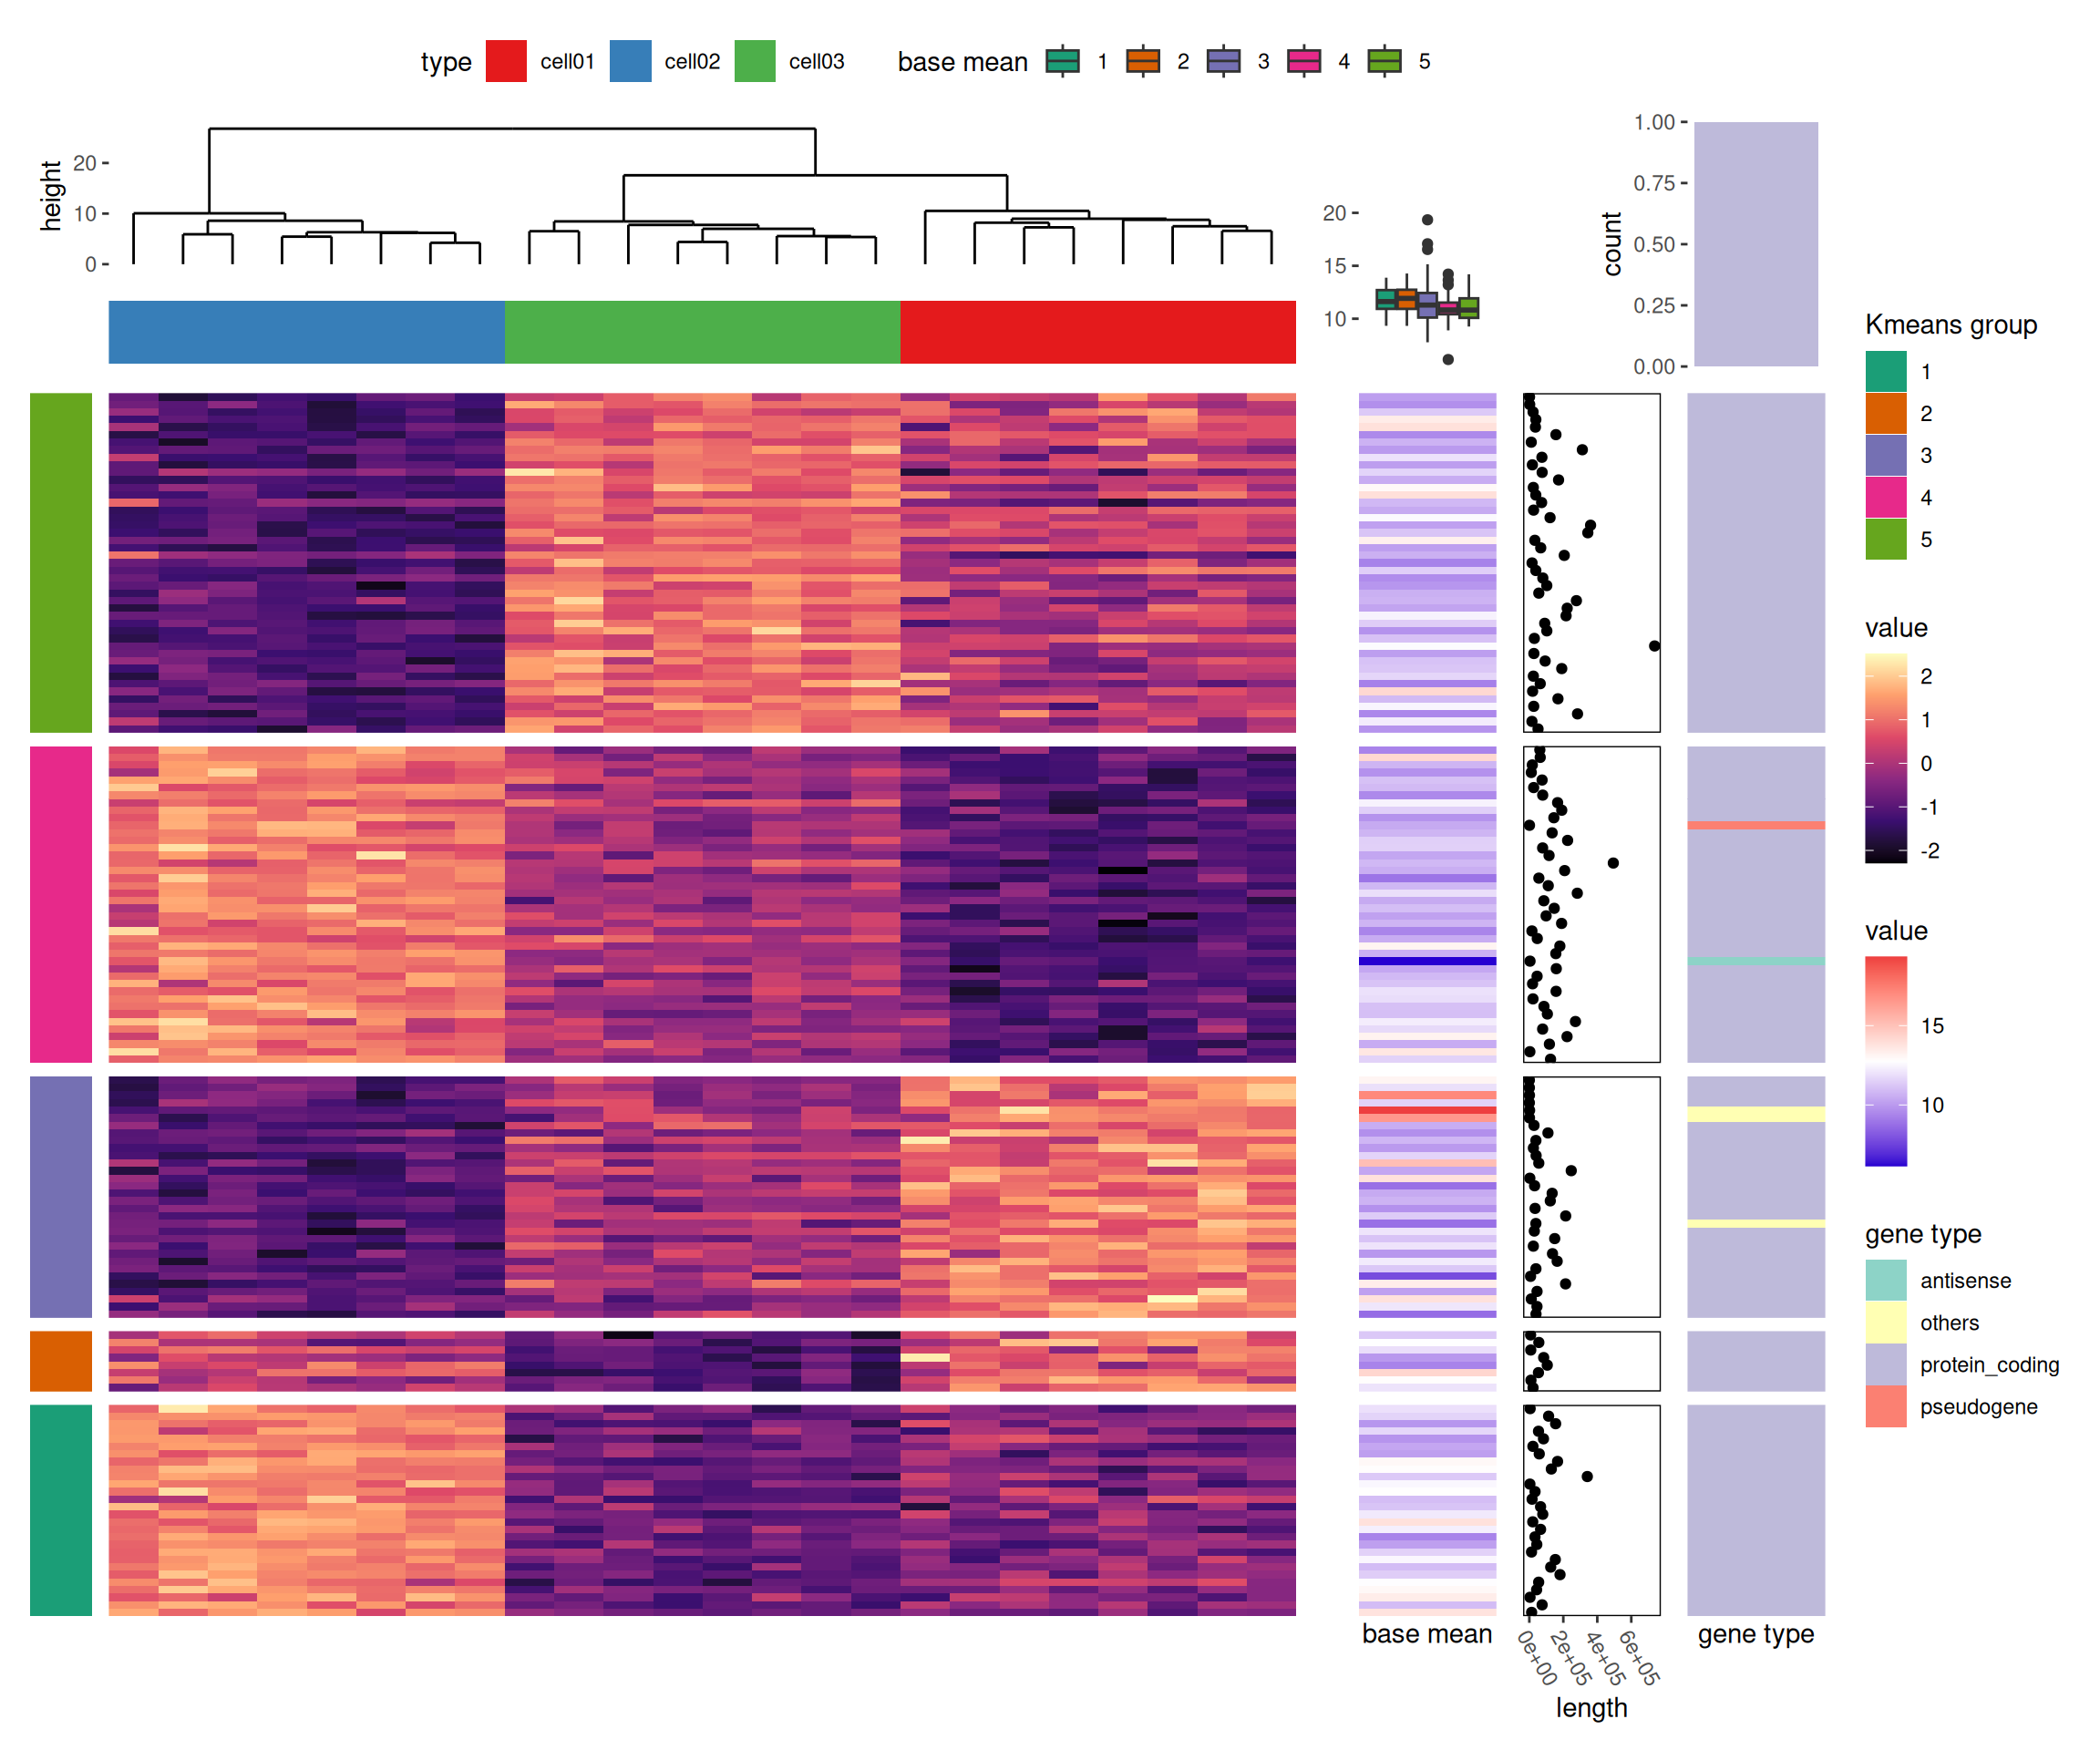 type cell01 cell02 cell03 base mean 1 2 3 4 5
height
20
10
0
20
15
10
count
1.00
0.75
0.50
0.25
0.00
Kmeans group
1
2
3
4
5
value
2
1
0
-1
-2
value
15
10
gene type
antisense
others
protein_coding
pseudogene
base mean
0e+00
2e+05
4e+05
6e+05
length
gene type